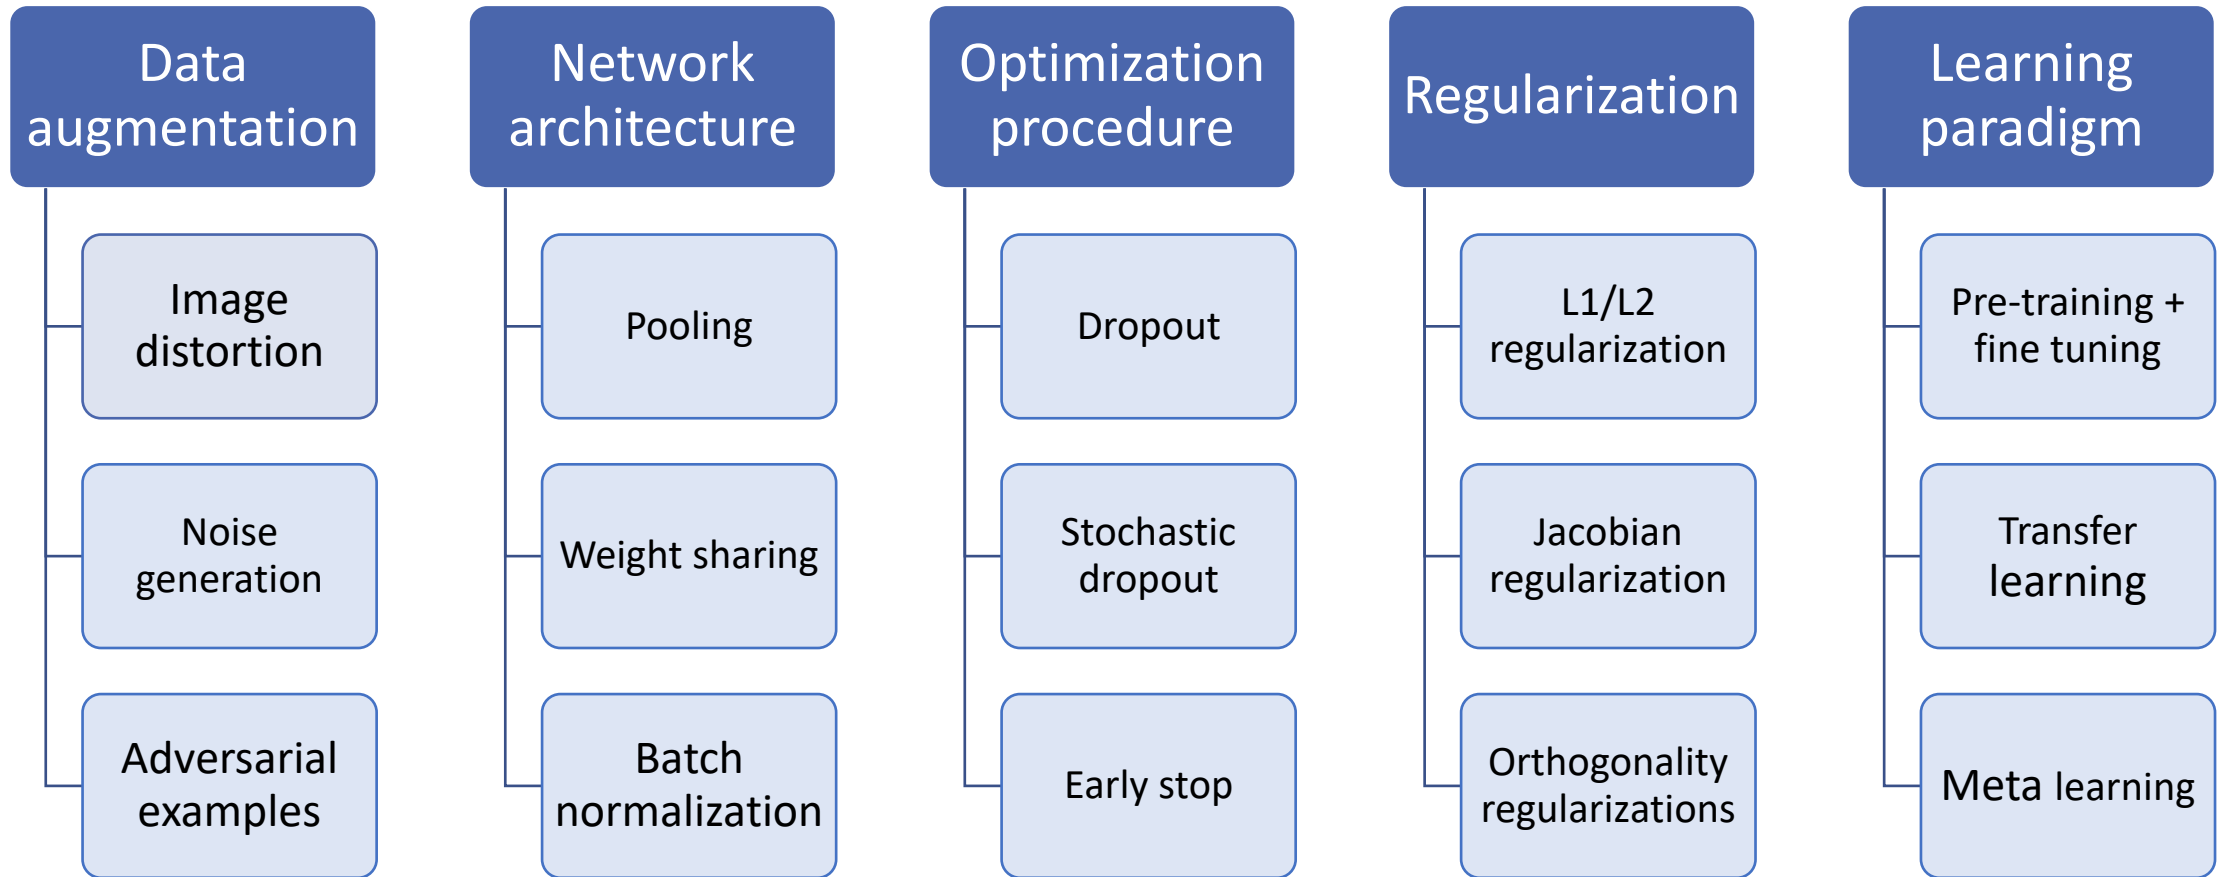 Data
augmentation
Image
distortion
Noise
generation
Adversarial
examples
Network
architecture
Pooling
Weight sharing
Batch
normalization
Optimization
procedure
Dropout
Stochastic
dropout
Early stop
Regularization
L1/L2
regularization
Jacobian
regularization
Orthogonality
regularizations
Learning
paradigm
Pre-training +
fine tuning
Transfer
learning
Meta learning